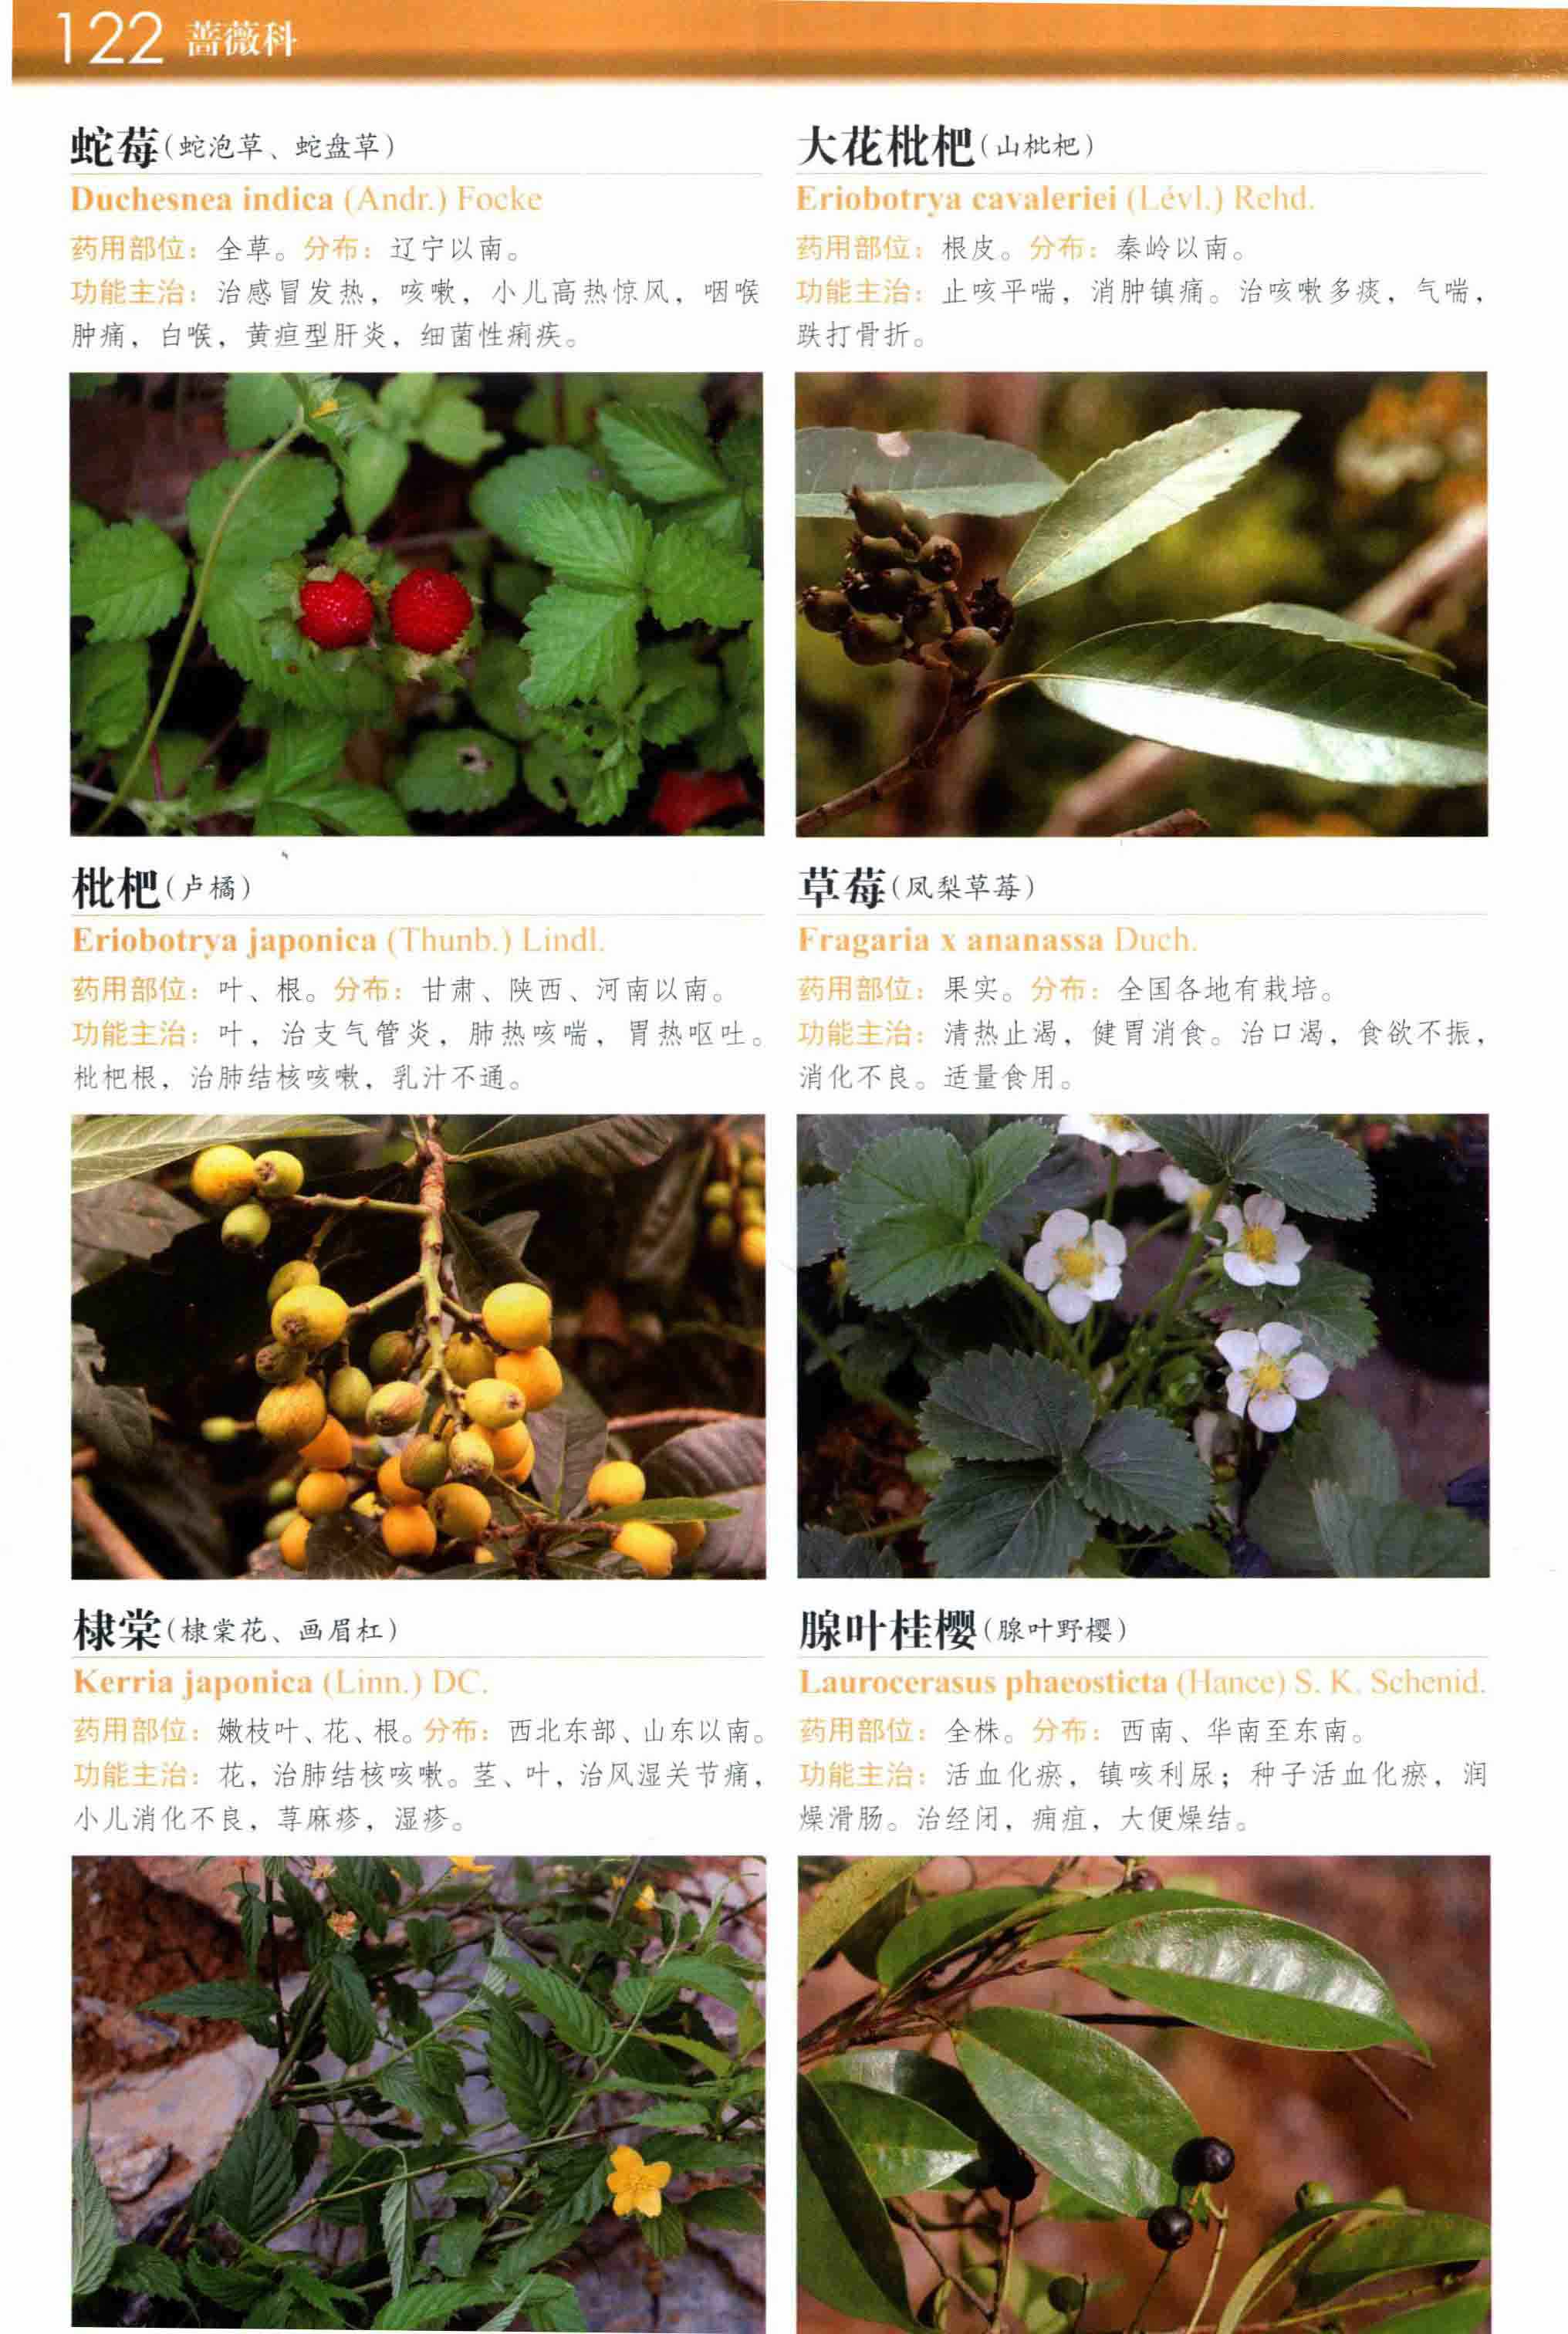 122 蔷薇科
蛇莓(蛇泡草、蛇盘草)
Duchesnea indica (Andr.) Focke
药用部位：全草。分布：辽宁以南。
功能主治：治感冒发热，咳嗽，小儿高热惊风，咽喉
肿痛，白喉，黄疸型肝炎，细菌性痢疾。
大花枇杷(山枇杷)
Eriobotrya cavaleriei (Lévl.) Rehd.
药用部位：根皮。分布：秦岭以南。
功能主治：止咳平喘，消肿镇痛。治咳嗽多痰，气喘，
跌打骨折。
枇杷(卢橘)
Eriobotrya japonica (Thunb.) Lindl.
药用部位：叶、根。分布：甘肃、陕西、河南以南。
功能主治：叶，治支气管炎，肺热咳喘，胃热呕吐。
枇杷根，治肺结核咳嗽，乳汁不通。
草莓(凤梨草莓)
Fragaria x ananassa Duch.
药用部位：果实。分布：全国各地有栽培。
功能主治：清热止渴，健胃消食。治口渴，食欲不振，
消化不良。适量食用。
棣棠(棣棠花、画眉杠)
Kerria japonica (Linn.) DC.
药用部位：嫩枝叶、花、根。分布：西北东部、山东以南。
功能主治：花，治肺结核咳嗽。茎、叶，治风湿关节痛，
小儿消化不良，荨麻疹，湿疹。
腺叶桂樱(腺叶野樱)
Laurocerasus phaeosticta (Hance) S. K. Schenid.
药用部位：全株。分布：西南、华南至东南。
功能主治：活血化瘀，镇咳利尿；种子活血化瘀，润
燥滑肠。治经闭，痈疽，大便燥结。